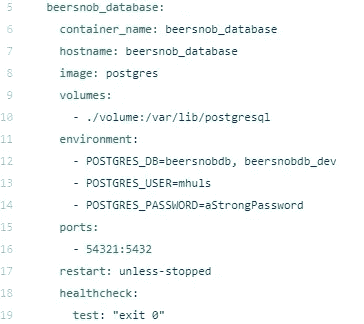 5 beersnob_database:
6 container_name: beersnob_database
7 hostname: beersnob_database
8 image: postgres
9 volumes:
10 - ./volume:/var/lib/postgresql
11 environment:
12 - POSTGRES_DB=beersnobdb, beersnobdb_dev
13 - POSTGRES_USER=mhuls
14 - POSTGRES_PASSWORD=aStrongPassword
15 ports:
16 - 54321:5432
17 restart: unless-stopped
18 healthcheck:
19 test: "exit 0"